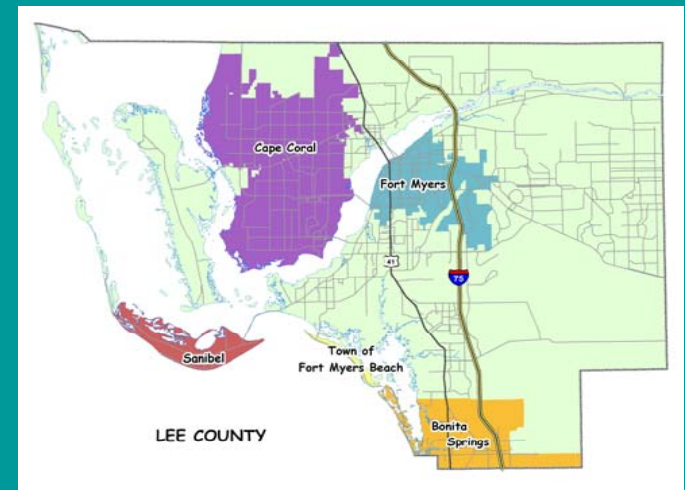 Cape Coral
Fort Myers
41
75
Sanibel
Town of
Fort Myers Beach
Bonita
Springs
LEE COUNTY